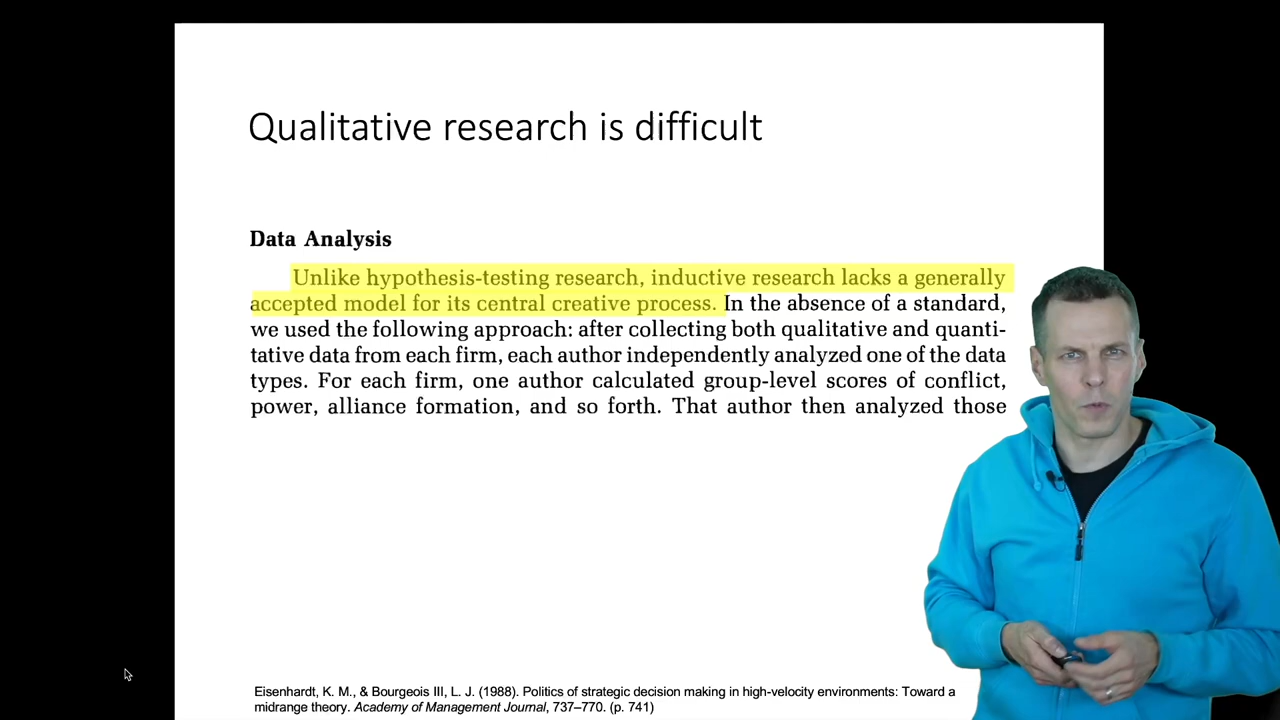 Qualitative research is difficult
Data Analysis
Unlike hypothesis-testing research, inductive research lacks a generally
accepted model for its central creative process. In the absence of a standard,
we used the following approach: after collecting both qualitative and quanti-
tative data from each firm, each author independently analyzed one of the data
types. For each firm, one author calculated group-level scores of conflict,
power, alliance formation, and so forth. That author then analyzed those
Eisenhardt, K. M., & Bourgeois III, L. J. (1988). Politics of strategic decision making in high-velocity environments: Toward a
midrange theory. Academy of Management Journal, 737–770. (p. 741)